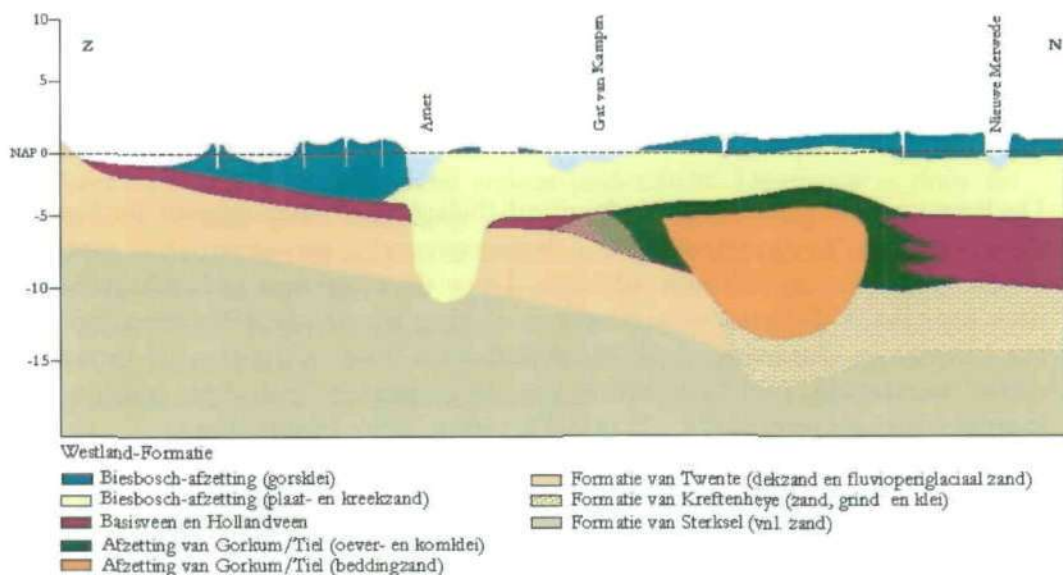 10
Z
N
5
Amer
Gat van Kampen
Nieuwe Merwede
NAP 0
-5
-10
-15
Westland-Formatie
Biesbosch-afzetting (gorsklei)
Biesbosch-afzetting (plaat- en kreekzand)
Basisveen en Hollandveen
Afzetting van Gorkum/Tiel (oever- en komklei)
Afzetting van Gorkum/Tiel (beddingzand)
Formatie van Twente (dekzand en fluvioperiglaciaal zand)
Formatie van Kreftenheye (zand, grind en klei)
Formatie van Sterksel (vnl. zand)